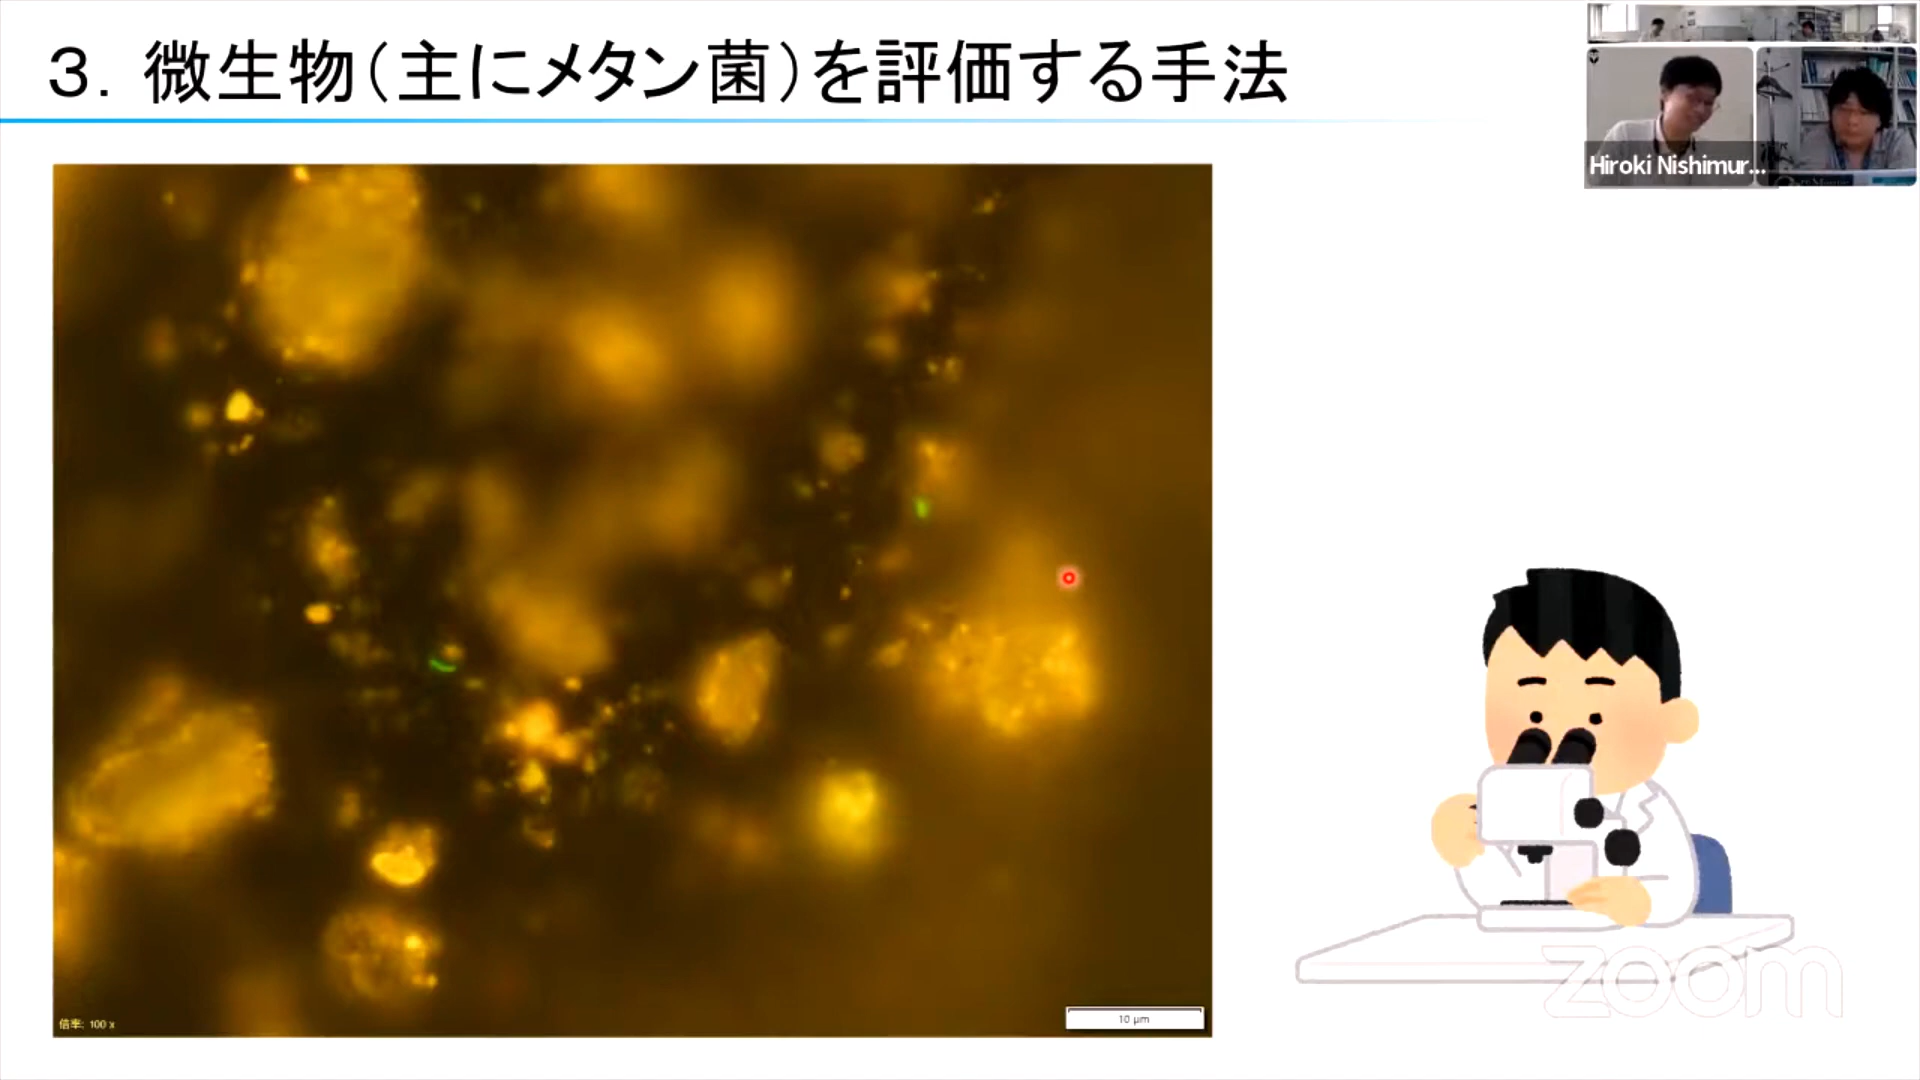 3．微生物（主にメタン菌）を評価する手法
Hiroki Nishimur...
倍率: 100 x
10 µm
zoom